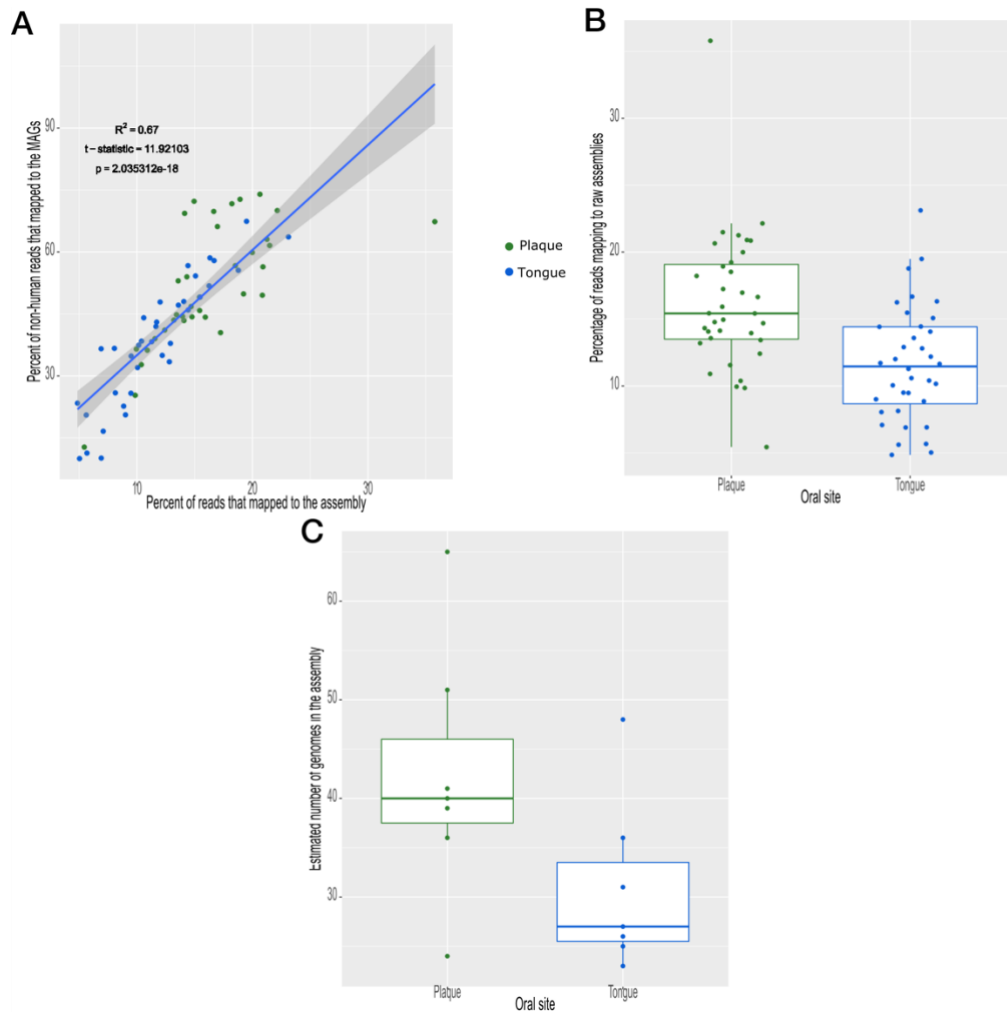 A
Percent of non-human reads that mapped to the MAGs
90
60
30
R² = 0.67
t − statistic = 11.92103
p = 2.035312e-18
10 20 30
Percent of reads that mapped to the assembly
Plaque
Tongue
B
Percentage of reads mapping to raw assemblies
30
20
10
Plaque Tongue
Oral site
C
Estimated number of genomes in the assembly
60
50
40
30
Plaque Tongue
Oral site